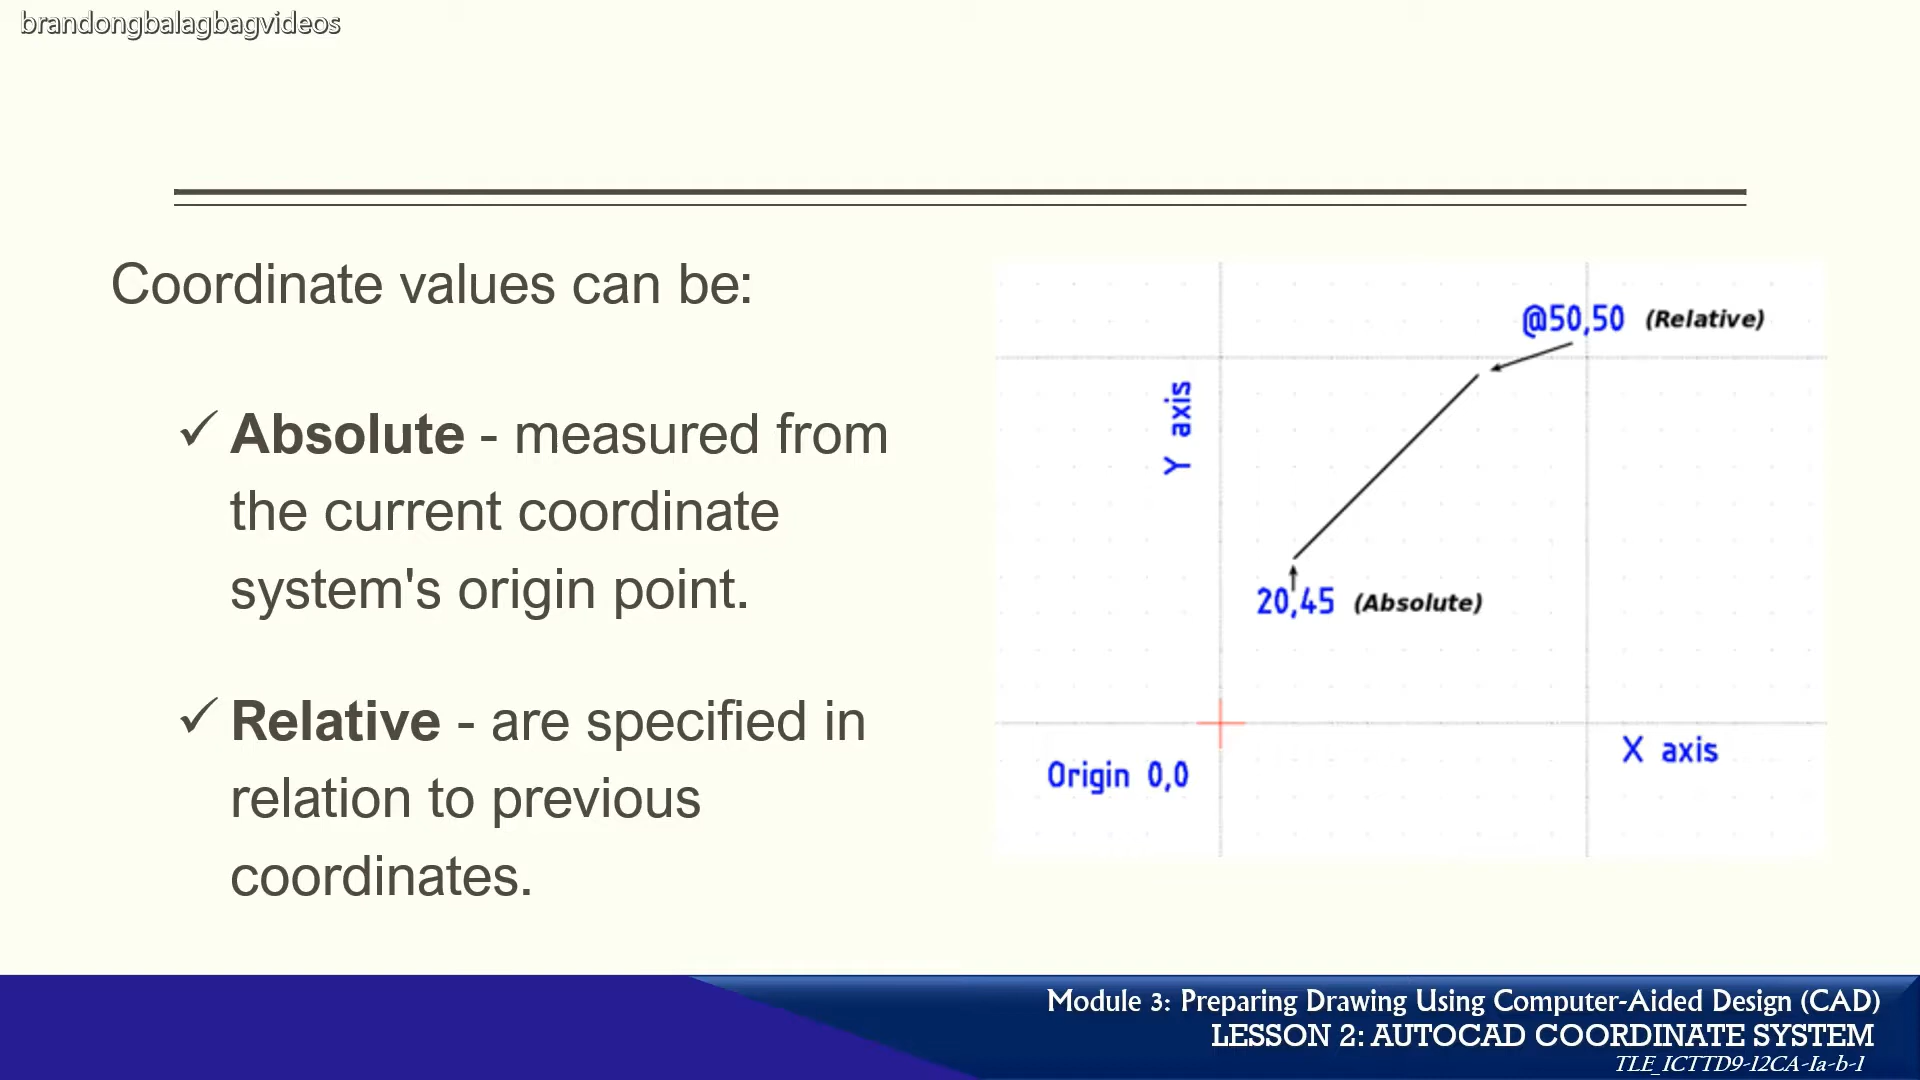 brandongbalagbagvideos
Coordinate values can be:
✓ Absolute - measured from
the current coordinate
system's origin point.
✓ Relative - are specified in
relation to previous
coordinates.
@50,50 (Relative)
Y axis
20,45 (Absolute)
X axis
Origin 0,0
Module 3: Preparing Drawing Using Computer-Aided Design (CAD)
LESSON 2: AUTOCAD COORDINATE SYSTEM
TLE_ICTTD9-12CA-Ia-b-1